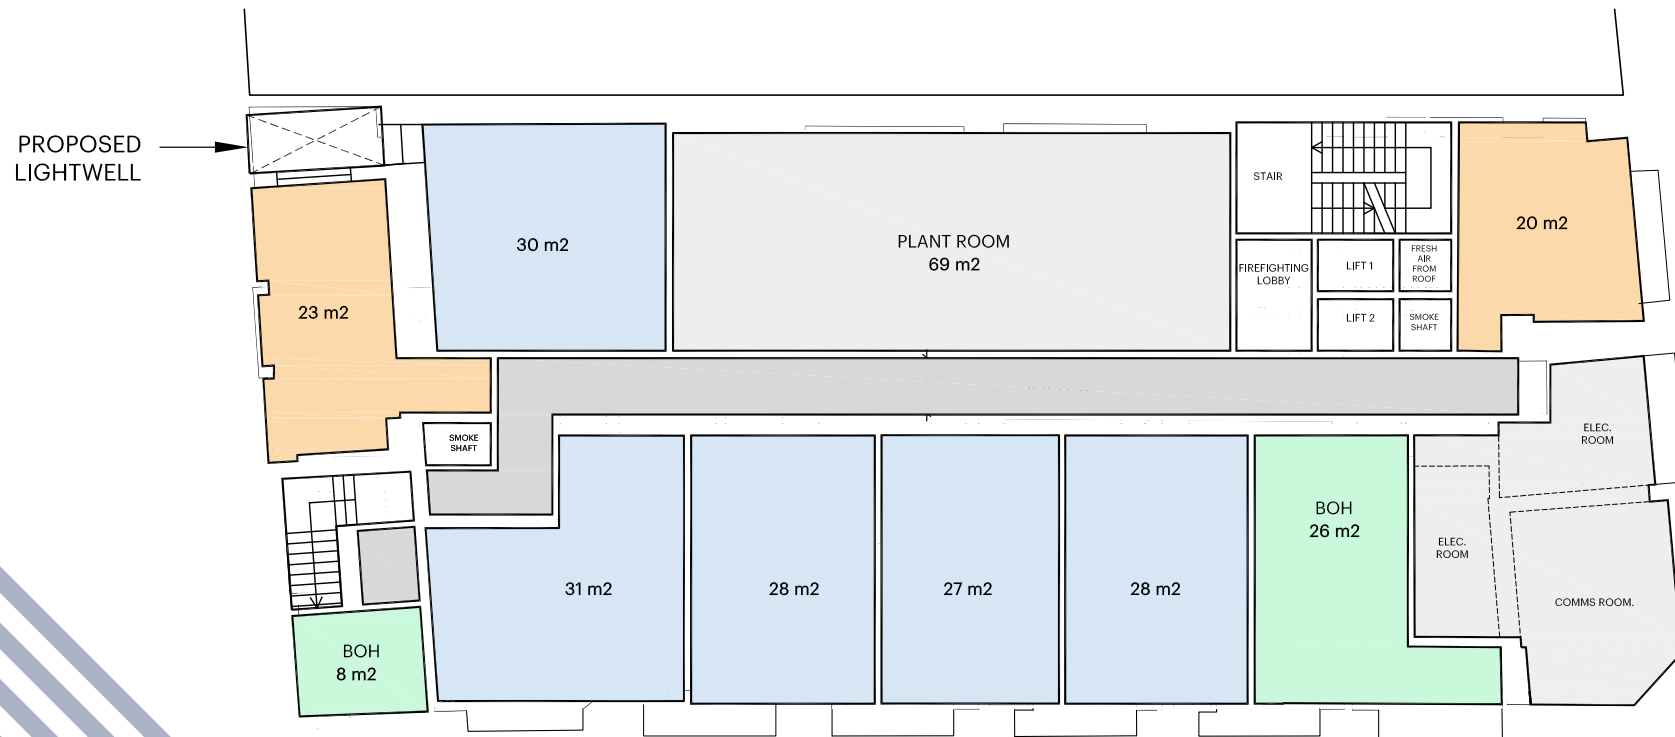 PROPOSED
LIGHTWELL
30 m2
PLANT ROOM
69 m2
STAIR
FIREFIGHTING
LOBBY
LIFT 1
FRESH
AIR
FROM
ROOF
LIFT 2
SMOKE
SHAFT
20 m2
23 m2
SMOKE
SHAFT
ELEC.
ROOM
BOH
26 m2
ELEC.
ROOM
31 m2
28 m2
27 m2
28 m2
COMMS ROOM.
BOH
8 m2